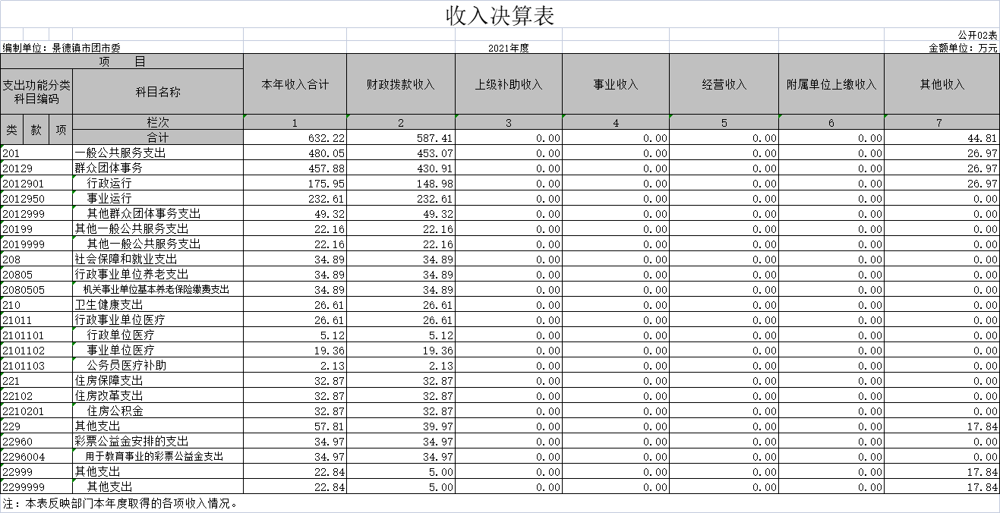 收入决算表
公开02表
编制单位：景德镇市团市委 2021年度 金额单位：万元
项 目 本年收入合计 财政拨款收入 上级补助收入 事业收入 经营收入 附属单位上缴收入 其他收入
支出功能分类科目编码 科目名称
类 款 项 栏次 1 2 3 4 5 6 7
合计 632.22 587.41 0.00 0.00 0.00 0.00 44.81
201 一般公共服务支出 480.05 453.07 0.00 0.00 0.00 0.00 26.97
20129 群众团体事务 457.88 430.91 0.00 0.00 0.00 0.00 26.97
2012901 行政运行 175.95 148.98 0.00 0.00 0.00 0.00 26.97
2012950 事业运行 232.61 232.61 0.00 0.00 0.00 0.00 0.00
2012999 其他群众团体事务支出 49.32 49.32 0.00 0.00 0.00 0.00 0.00
20199 其他一般公共服务支出 22.16 22.16 0.00 0.00 0.00 0.00 0.00
2019999 其他一般公共服务支出 22.16 22.16 0.00 0.00 0.00 0.00 0.00
208 社会保障和就业支出 34.89 34.89 0.00 0.00 0.00 0.00 0.00
20805 行政事业单位养老支出 34.89 34.89 0.00 0.00 0.00 0.00 0.00
2080505 机关事业单位基本养老保险缴费支出 34.89 34.89 0.00 0.00 0.00 0.00 0.00
210 卫生健康支出 26.61 26.61 0.00 0.00 0.00 0.00 0.00
21011 行政事业单位医疗 26.61 26.61 0.00 0.00 0.00 0.00 0.00
2101101 行政单位医疗 5.12 5.12 0.00 0.00 0.00 0.00 0.00
2101102 事业单位医疗 19.36 19.36 0.00 0.00 0.00 0.00 0.00
2101103 公务员医疗补助 2.13 2.13 0.00 0.00 0.00 0.00 0.00
221 住房保障支出 32.87 32.87 0.00 0.00 0.00 0.00 0.00
22102 住房改革支出 32.87 32.87 0.00 0.00 0.00 0.00 0.00
2210201 住房公积金 32.87 32.87 0.00 0.00 0.00 0.00 0.00
229 其他支出 57.81 39.97 0.00 0.00 0.00 0.00 17.84
22960 彩票公益金安排的支出 34.97 34.97 0.00 0.00 0.00 0.00 0.00
2296004 用于教育事业的彩票公益金支出 34.97 34.97 0.00 0.00 0.00 0.00 0.00
22999 其他支出 22.84 5.00 0.00 0.00 0.00 0.00 17.84
2299999 其他支出 22.84 5.00 0.00 0.00 0.00 0.00 17.84
注：本表反映部门本年度取得的各项收入情况。